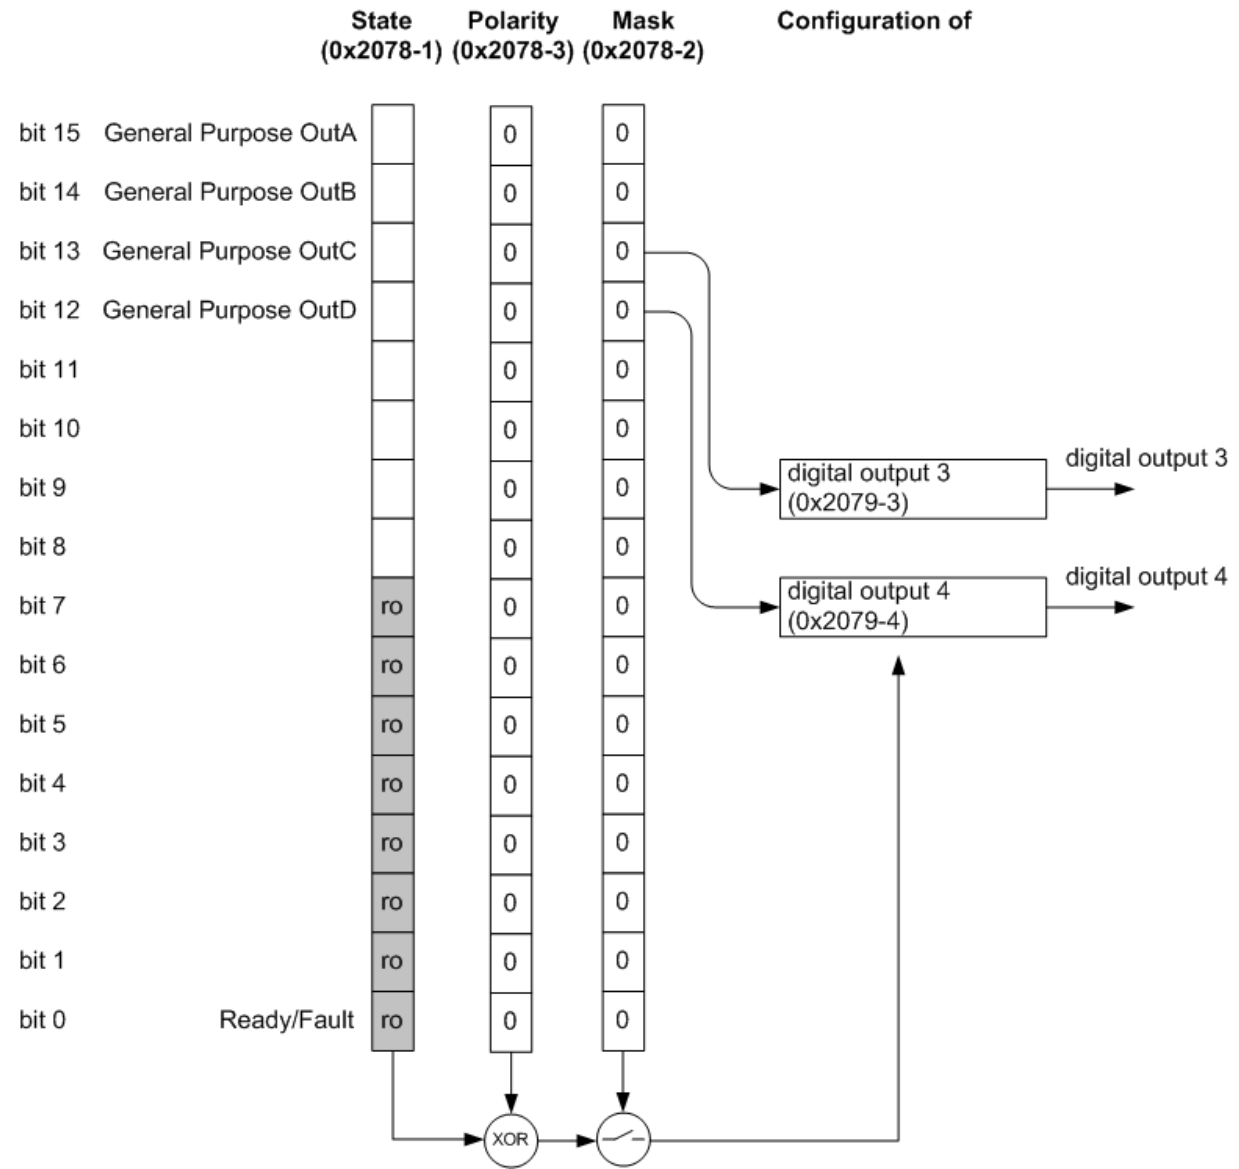 State Polarity Mask Configuration of
(0x2078-1) (0x2078-3) (0x2078-2)
bit 15 General Purpose OutA 0 0
bit 14 General Purpose OutB 0 0
bit 13 General Purpose OutC 0 0
bit 12 General Purpose OutD 0 0
bit 11 0 0
bit 10 0 0
digital output 3
bit 9 0 0 digital output 3
(0x2079-3)
bit 8 0 0
digital output 4
bit 7 ro 0 0 digital output 4
(0x2079-4)
bit 6 ro 0 0
bit 5 ro 0 0
bit 4 ro 0 0
bit 3 ro 0 0
bit 2 ro 0 0
bit 1 ro 0 0
bit 0 Ready/Fault ro 0 0
XOR